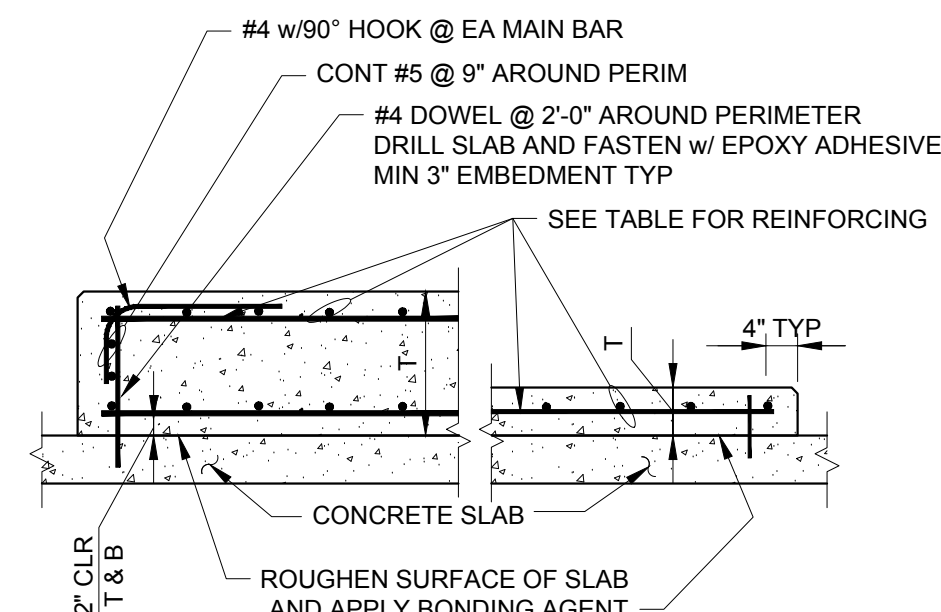 #4 w/90° HOOK @ EA MAIN BAR
CONT #5 @ 9" AROUND PERIM
#4 DOWEL @ 2'-0" AROUND PERIMETER
DRILL SLAB AND FASTEN w/ EPOXY ADHESIVE
MIN 3" EMBEDMENT TYP
SEE TABLE FOR REINFORCING
4" TYP
T
T
CONCRETE SLAB
2" CLR
T & B
ROUGHEN SURFACE OF SLAB
AND APPLY BONDING AGENT